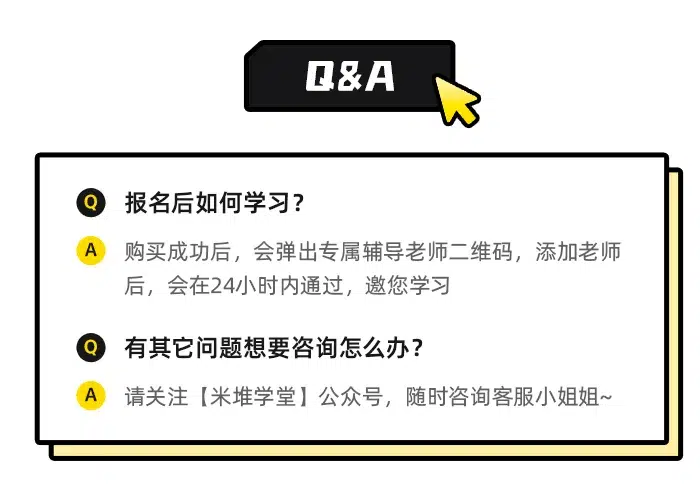 Q&A
Q 报名后如何学习？
A 购买成功后，会弹出专属辅导老师二维码，添加老师
后，会在24小时内通过，邀您学习
Q 有其它问题想要咨询怎么办？
A 请关注【米堆学堂】公众号，随时咨询客服小姐姐~